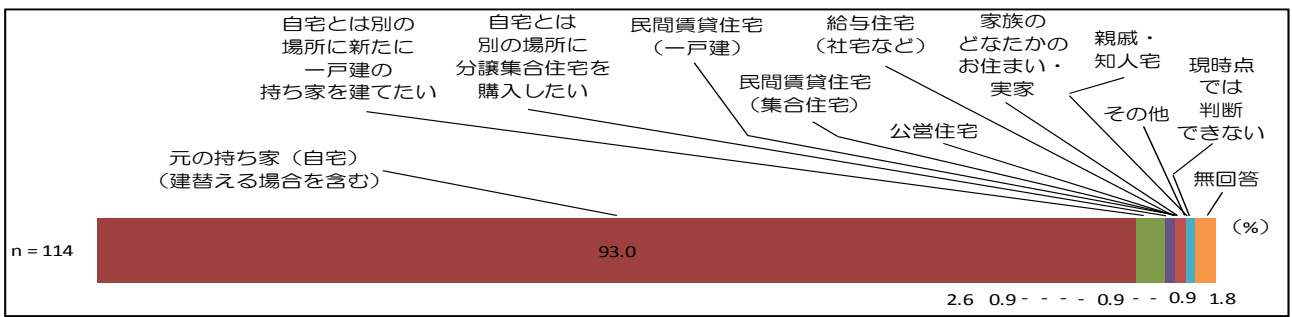 自宅とは別の
場所に新たに
一戸建の
持ち家を建てたい
自宅とは
別の場所に
分譲集合住宅を
購入したい
民間賃貸住宅
（一戸建）
民間賃貸住宅
（集合住宅）
給与住宅
（社宅など）
公営住宅
家族の
どなたかの
お住まい・
実家
親戚・
知人宅
その他
現時点
では
判断
できない
無回答
元の持ち家（自宅）
（建替える場合を含む）
（%）
n = 114
93.0
2.6 0.9 - - - - 0.9 - - 0.9 1.8